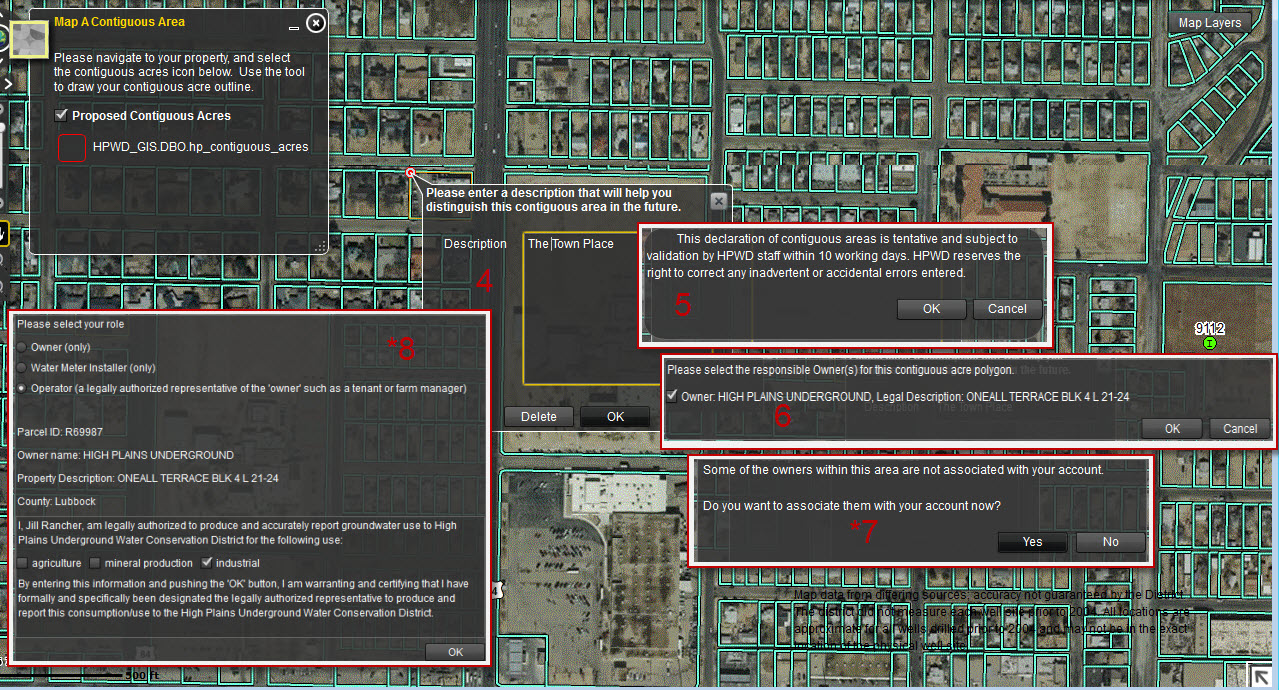 Map A Contiguous Area
Please navigate to your property, and select
the contiguous acres icon below.  Use the tool
to draw your contiguous acre outline.
Proposed Contiguous Acres
HPWD_GIS.DBO.hp_contiguous_acres
Map Layers
Please enter a description that will help you
distinguish this contiguous area in the future.
Description
The Town Place
4
Delete
OK
This declaration of contiguous areas is tentative and subject to
validation by HPWD staff within 10 working days. HPWD reserves the
right to correct any inadvertent or accidental errors entered.
5
OK
Cancel
9112
Please select the responsible Owner(s) for this contiguous acre polygon.
Owner: HIGH PLAINS UNDERGROUND, Legal Description: ONEALL TERRACE BLK 4 L 21-24
6
OK
Cancel
Some of the owners within this area are not associated with your account.
Do you want to associate them with your account now?
*7
Yes
No
Please select your role
*8
Owner (only)
Water Meter Installer (only)
Operator (a legally authorized representative of the 'owner' such as a tenant or farm manager)
Parcel ID: R69987
Owner name: HIGH PLAINS UNDERGROUND
Property Description: ONEALL TERRACE BLK 4 L 21-24
County: Lubbock
I, Jill Rancher, am legally authorized to produce and accurately report groundwater use to High
Plains Underground Water Conservation District for the following use:
agriculture
mineral production
industrial
By entering this information and pushing the 'OK' button, I am warranting and certifying that I have
formally and specifically been designated the legally authorized representative to produce and
report this consumption/use to the High Plains Underground Water Conservation District.
OK
Map data from differing sources; accuracy not guaranteed by the District.
The district did not measure each well site prior to 2004. All locations are
approximate for all wells drilled prior to 2004 and may not be in the exact